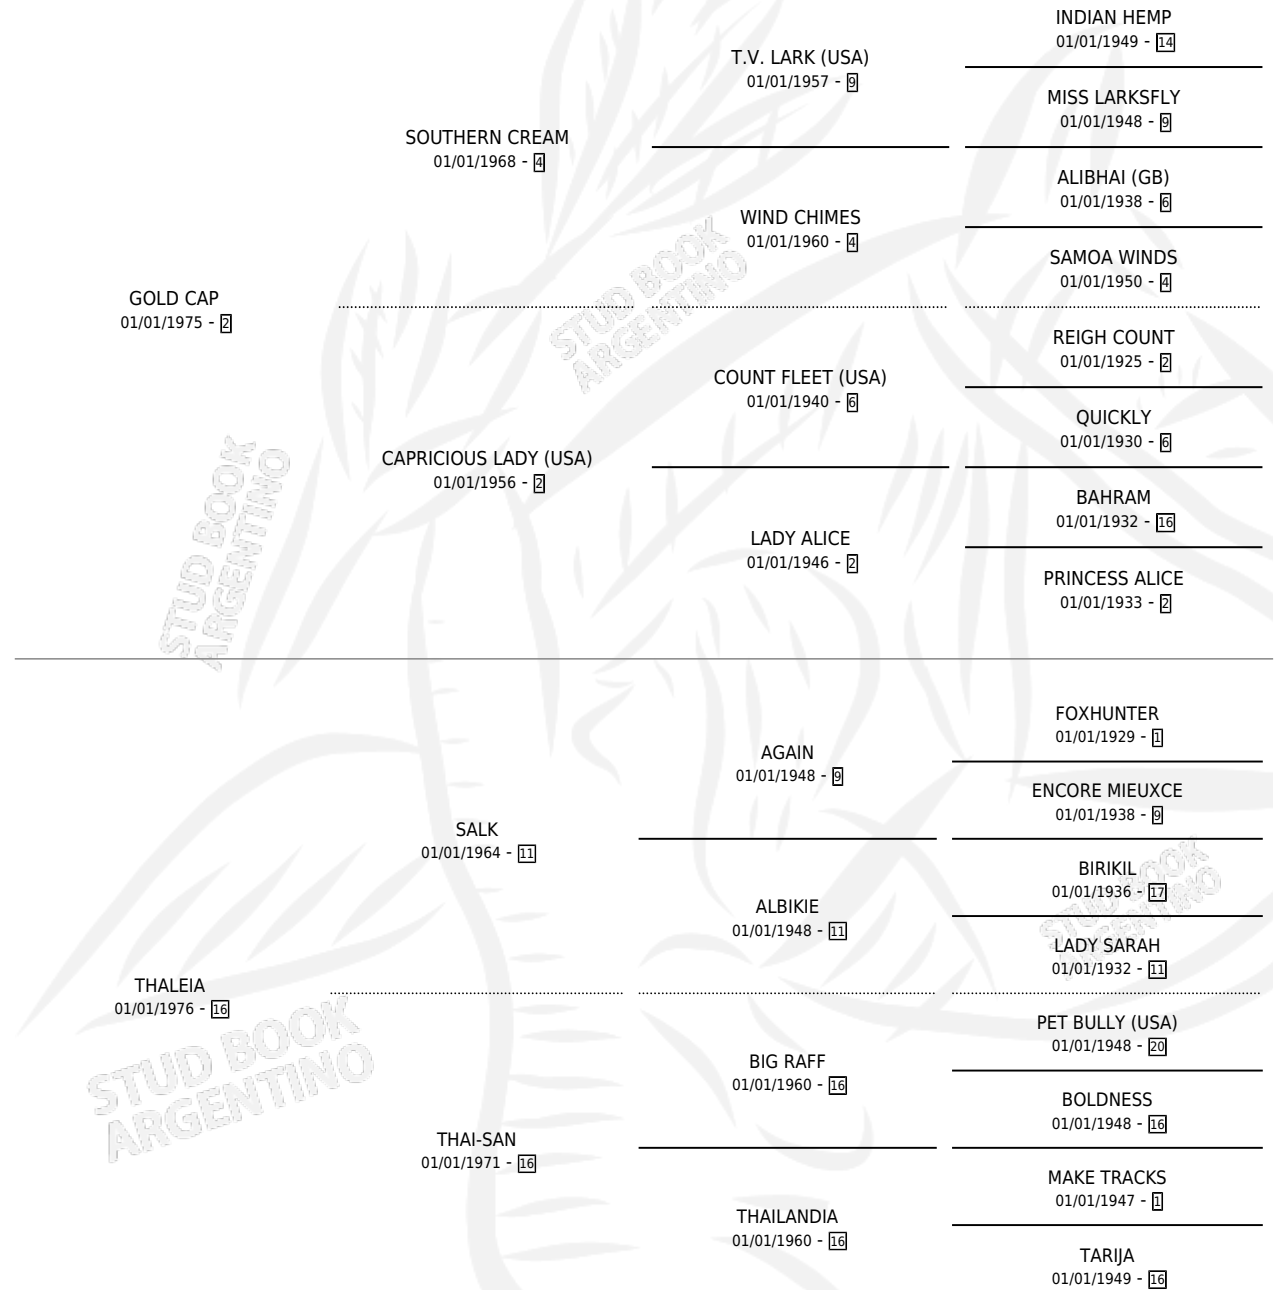 INDIAN HEMP
01/01/1949 - 14
T.V. LARK (USA)
01/01/1957 - 9
MISS LARKSFLY
01/01/1948 - 9
SOUTHERN CREAM
01/01/1968 - 4
ALIBHAI (GB)
01/01/1938 - 6
WIND CHIMES
01/01/1960 - 4
SAMOA WINDS
01/01/1950 - 4
GOLD CAP
01/01/1975 - 2
REIGH COUNT
01/01/1925 - 2
COUNT FLEET (USA)
01/01/1940 - 6
QUICKLY
01/01/1930 - 6
CAPRICIOUS LADY (USA)
01/01/1956 - 2
BAHRAM
01/01/1932 - 16
LADY ALICE
01/01/1946 - 2
PRINCESS ALICE
01/01/1933 - 2
STUD BOOK
ARGENTINO
STUD BOOK
ARGENTINO
FOXHUNTER
01/01/1929 - 1
AGAIN
01/01/1948 - 9
ENCORE MIEUXCE
01/01/1938 - 9
SALK
01/01/1964 - 11
BIRIKIL
01/01/1936 - 17
ALBIKIE
01/01/1948 - 11
LADY SARAH
01/01/1932 - 11
STUD BOOK
ARGENTINO
THALEIA
01/01/1976 - 16
PET BULLY (USA)
01/01/1948 - 20
BIG RAFF
01/01/1960 - 16
BOLDNESS
01/01/1948 - 16
THAI-SAN
01/01/1971 - 16
MAKE TRACKS
01/01/1947 - 1
THAILANDIA
01/01/1960 - 16
TARIJA
01/01/1949 - 16
STUD BOOK
ARGENTINO